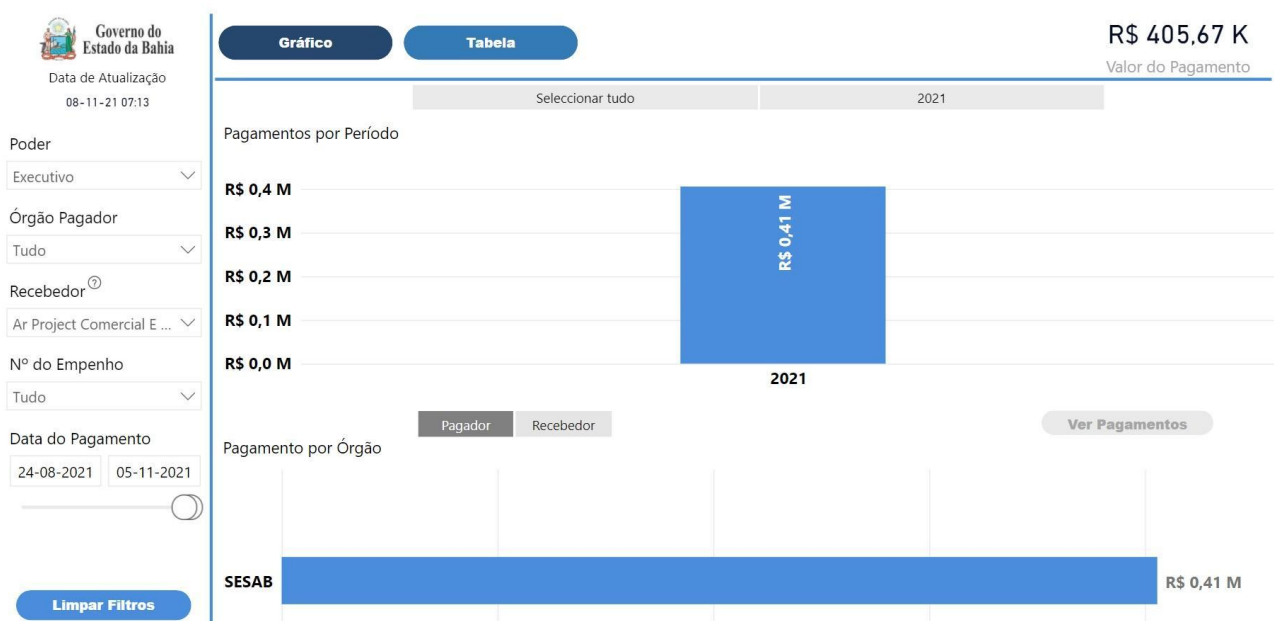 Governo do
Estado da Bahia
Data de Atualização
08-11-21 07:13
Poder
Executivo
Órgão Pagador
Tudo
Recebedor ?
Ar Project Comercial E ...
Nº do Empenho
Tudo
Data do Pagamento
24-08-2021 05-11-2021
Limpar Filtros
Gráfico Tabela
R$ 405,67 K
Valor do Pagamento
Seleccionar tudo 2021
Pagamentos por Período
R$ 0,4 M
R$ 0,3 M
R$ 0,2 M
R$ 0,1 M
R$ 0,0 M
R$ 0,41 M
2021
Pagador Recebedor
Ver Pagamentos
Pagamento por Órgão
SESAB
R$ 0,41 M